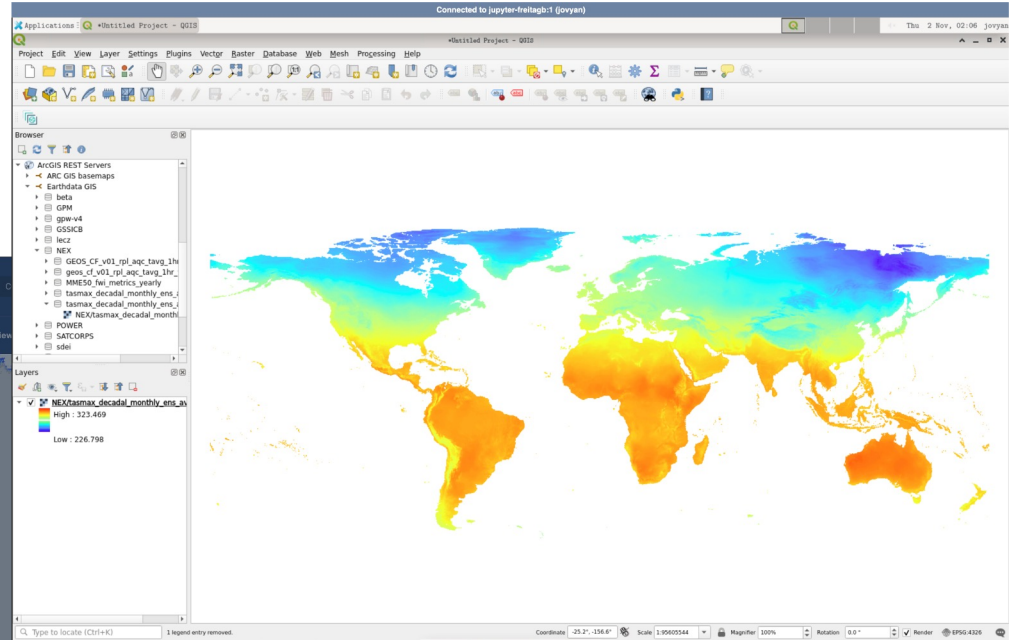 Connected to jupyter-freitagb:1 (jovyan)
Applications *Untitled Project - QGIS Thu 2 Nov, 02:06 jovyan
*Untitled Project - QGIS
Project Edit View Layer Settings Plugins Vector Raster Database Web Mesh Processing Help
Browser
ArcGIS REST Servers
ARC GIS basemaps
Earthdata GIS
beta
GPM
gpw-v4
GSSICB
lecz
NEX
GEOS_CF_v01_rpl_aqc_tavg_1hr
geos_cf_v01_rpl_aqc_tavg_1hr_
MME50_fwi_metrics_yearly
tasmax_decadal_monthly_ens_a
tasmax_decadal_monthly_ens_a
NEX/tasmax_decadal_month
POWER
SATCORPS
sdei
Layers
NEX/tasmax_decadal_monthly_ens_av
High : 323.469
Low : 226.798
Type to locate (Ctrl+K) 1 legend entry removed. Coordinate -25.2°, -156.6° Scale 1:95605544 Magnifier 100% Rotation 0.0 ° Render EPSG:4326